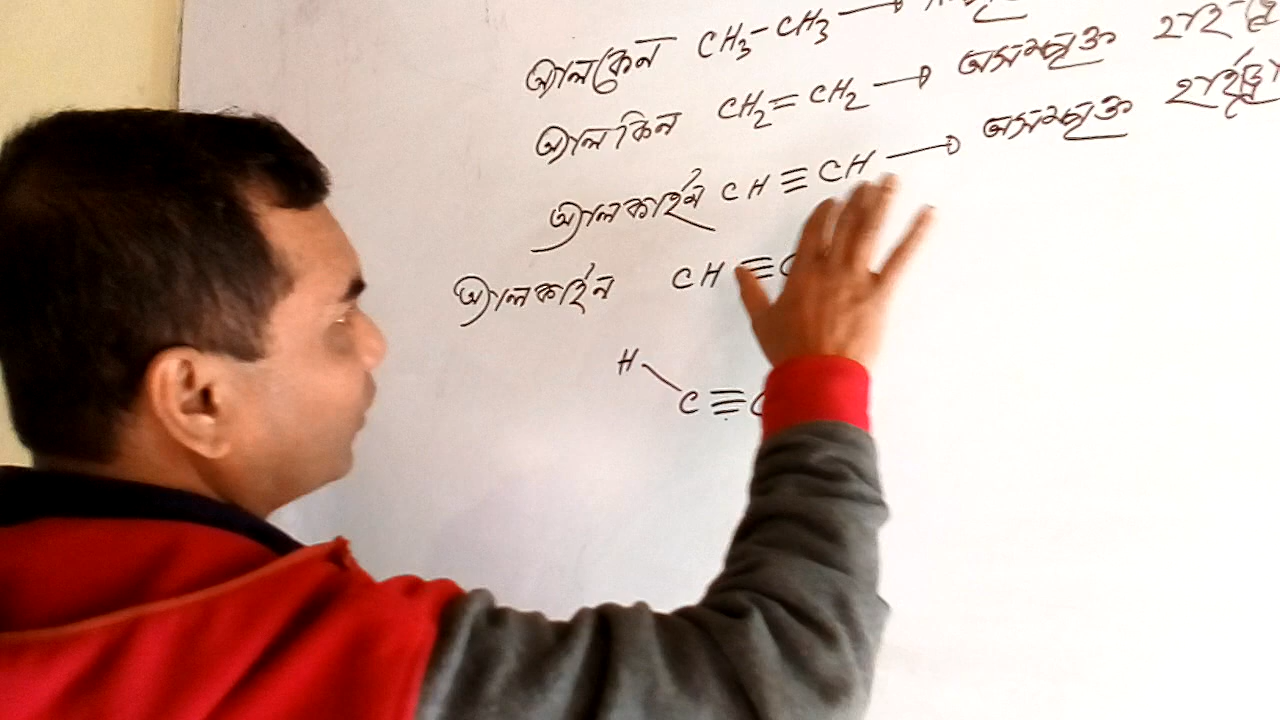 অ্যালকেন CH₃-CH₃ →
অ্যালকিন CH₂=CH₂ → অসম্পৃক্ত
অ্যালকাইন CH≡CH → অসম্পৃক্ত
অ্যালকাইন CH≡C
H
C≡C